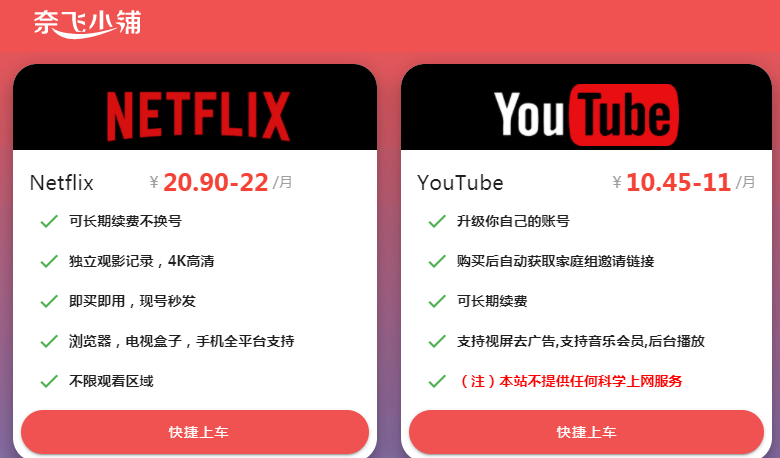 奈飞小铺
NETFLIX
Netflix ¥20.90-22/月
可长期续费不换号
独立观影记录，4K高清
即买即用，现号秒发
浏览器，电视盒子，手机全平台支持
不限观看区域
快捷上车
YouTube
YouTube ¥10.45-11/月
升级你自己的账号
购买后自动获取家庭组邀请链接
可长期续费
支持视屏去广告,支持音乐会员,后台播放
（注）本站不提供任何科学上网服务
快捷上车